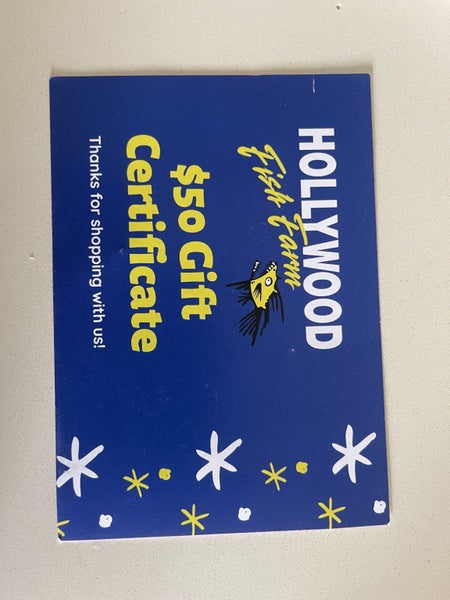 HOLLYWOOD
Fish Farm
$50 Gift
Certificate
Thanks for shopping with us!